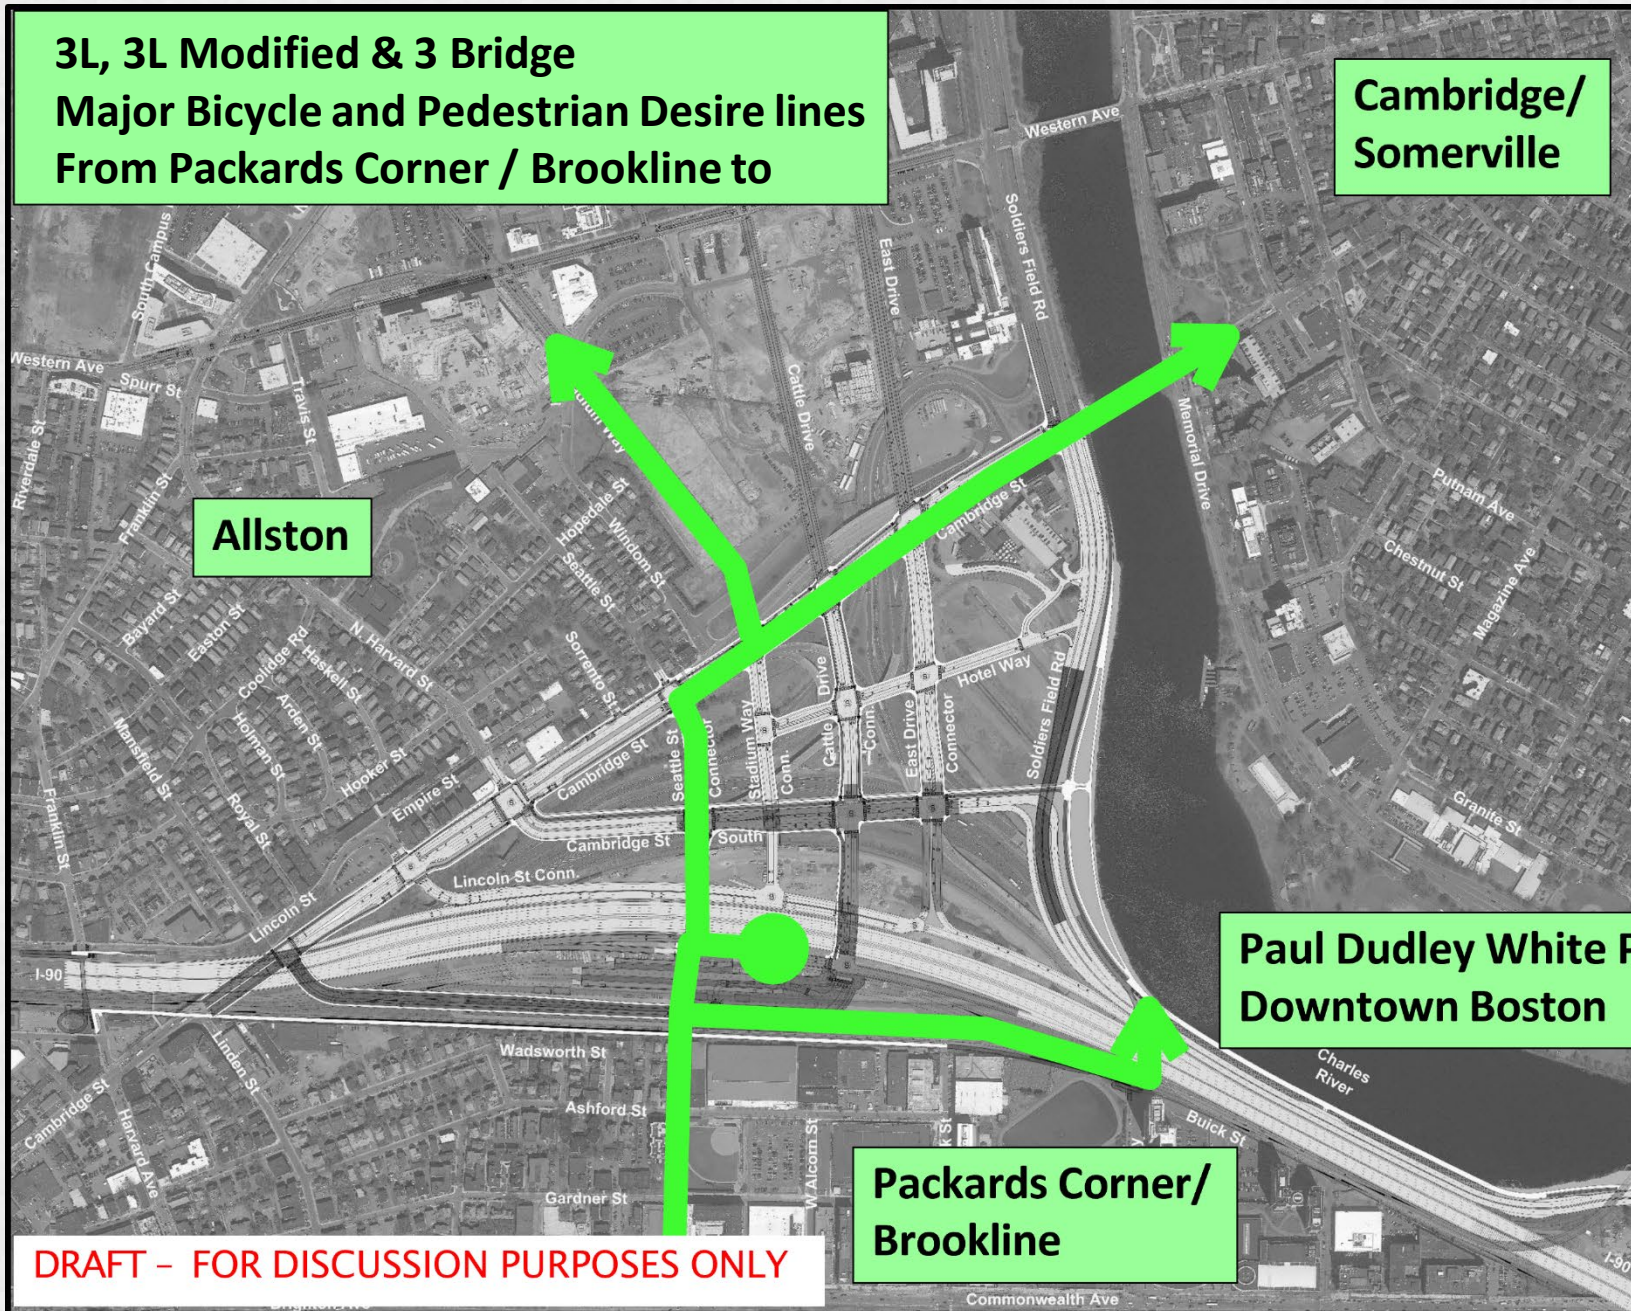 3L, 3L Modified & 3 Bridge
Major Bicycle and Pedestrian Desire lines
From Packards Corner / Brookline to
Cambridge/
Somerville
Western Ave
Soldiers Field Rd
South Campus
East Drive
Western Ave
Spurr St
Travis St
Cattle Drive
Way
Memorial Drive
Riverdale St
Franklin St
Allston
Hopedale St
Windom St
Seattle St
Cambridge St
Putnam Ave
Chestnut St
Magazine Ave
Bayard St
Easton St
Coolidge Rd
Haskell St
Arden St
Holman St
N. Harvard St
Sorrento St
Mansfield St
Hooker St
Empire St
Royal St
Franklin St
Cambridge St
Seattle St
Connector
Stadium Way
Conn.
Cattle
Drive
Conn.
East Drive
Connector
Hotel Way
Soldiers Field Rd
Granite St
Cambridge St
South
Lincoln St Conn.
Lincoln St
I-90
Paul Dudley White P
Downtown Boston
Wadsworth St
Linden St
Ashford St
Cambridge St
Harvard Ave
Gardner St
W Alcorn St
Charles
River
Buick St
Packards Corner/
Brookline
I-90
DRAFT - FOR DISCUSSION PURPOSES ONLY
Commonwealth Ave